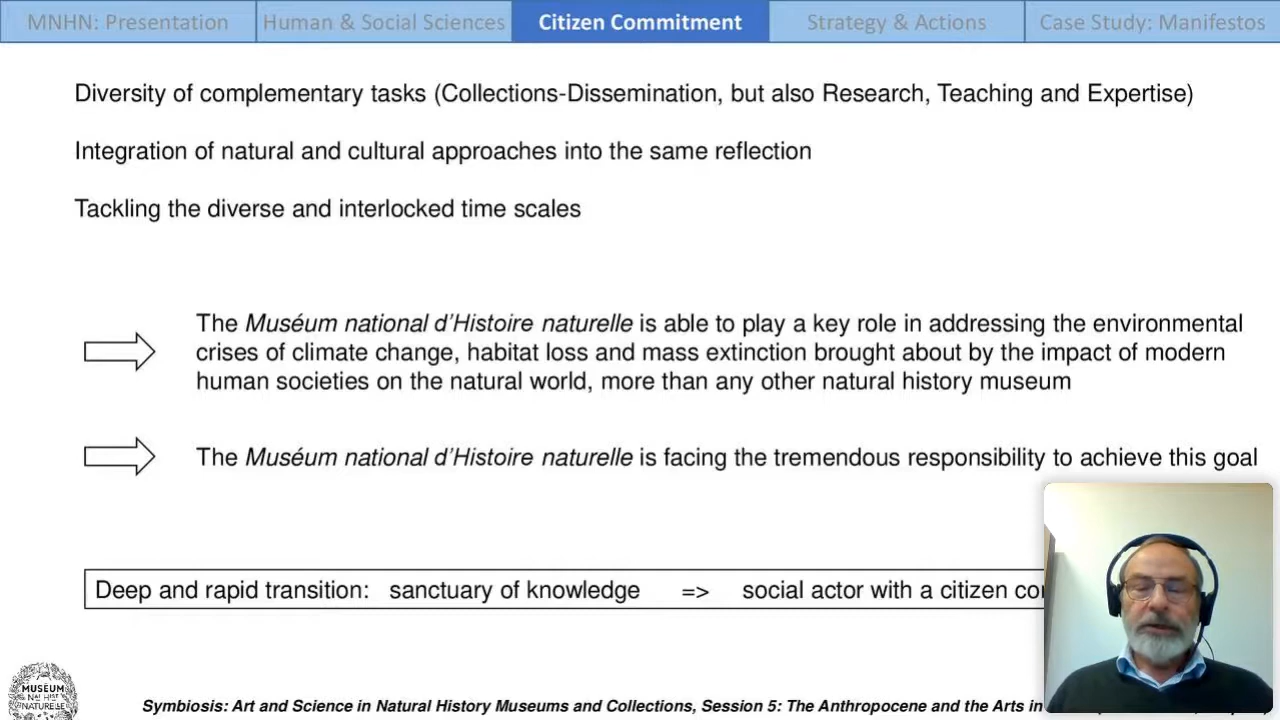 MNHN: Presentation Human & Social Sciences Citizen Commitment Strategy & Actions Case Study: Manifestos
Diversity of complementary tasks (Collections-Dissemination, but also Research, Teaching and Expertise)
Integration of natural and cultural approaches into the same reflection
Tackling the diverse and interlocked time scales
The Muséum national d'Histoire naturelle is able to play a key role in addressing the environmental
crises of climate change, habitat loss and mass extinction brought about by the impact of modern
human societies on the natural world, more than any other natural history museum
The Muséum national d'Histoire naturelle is facing the tremendous responsibility to achieve this goal
Deep and rapid transition: sanctuary of knowledge => social actor with a citizen
MUSEUM
NAT HIST
NATURELLE
Symbiosis: Art and Science in Natural History Museums and Collections, Session 5: The Anthropocene and the Arts in